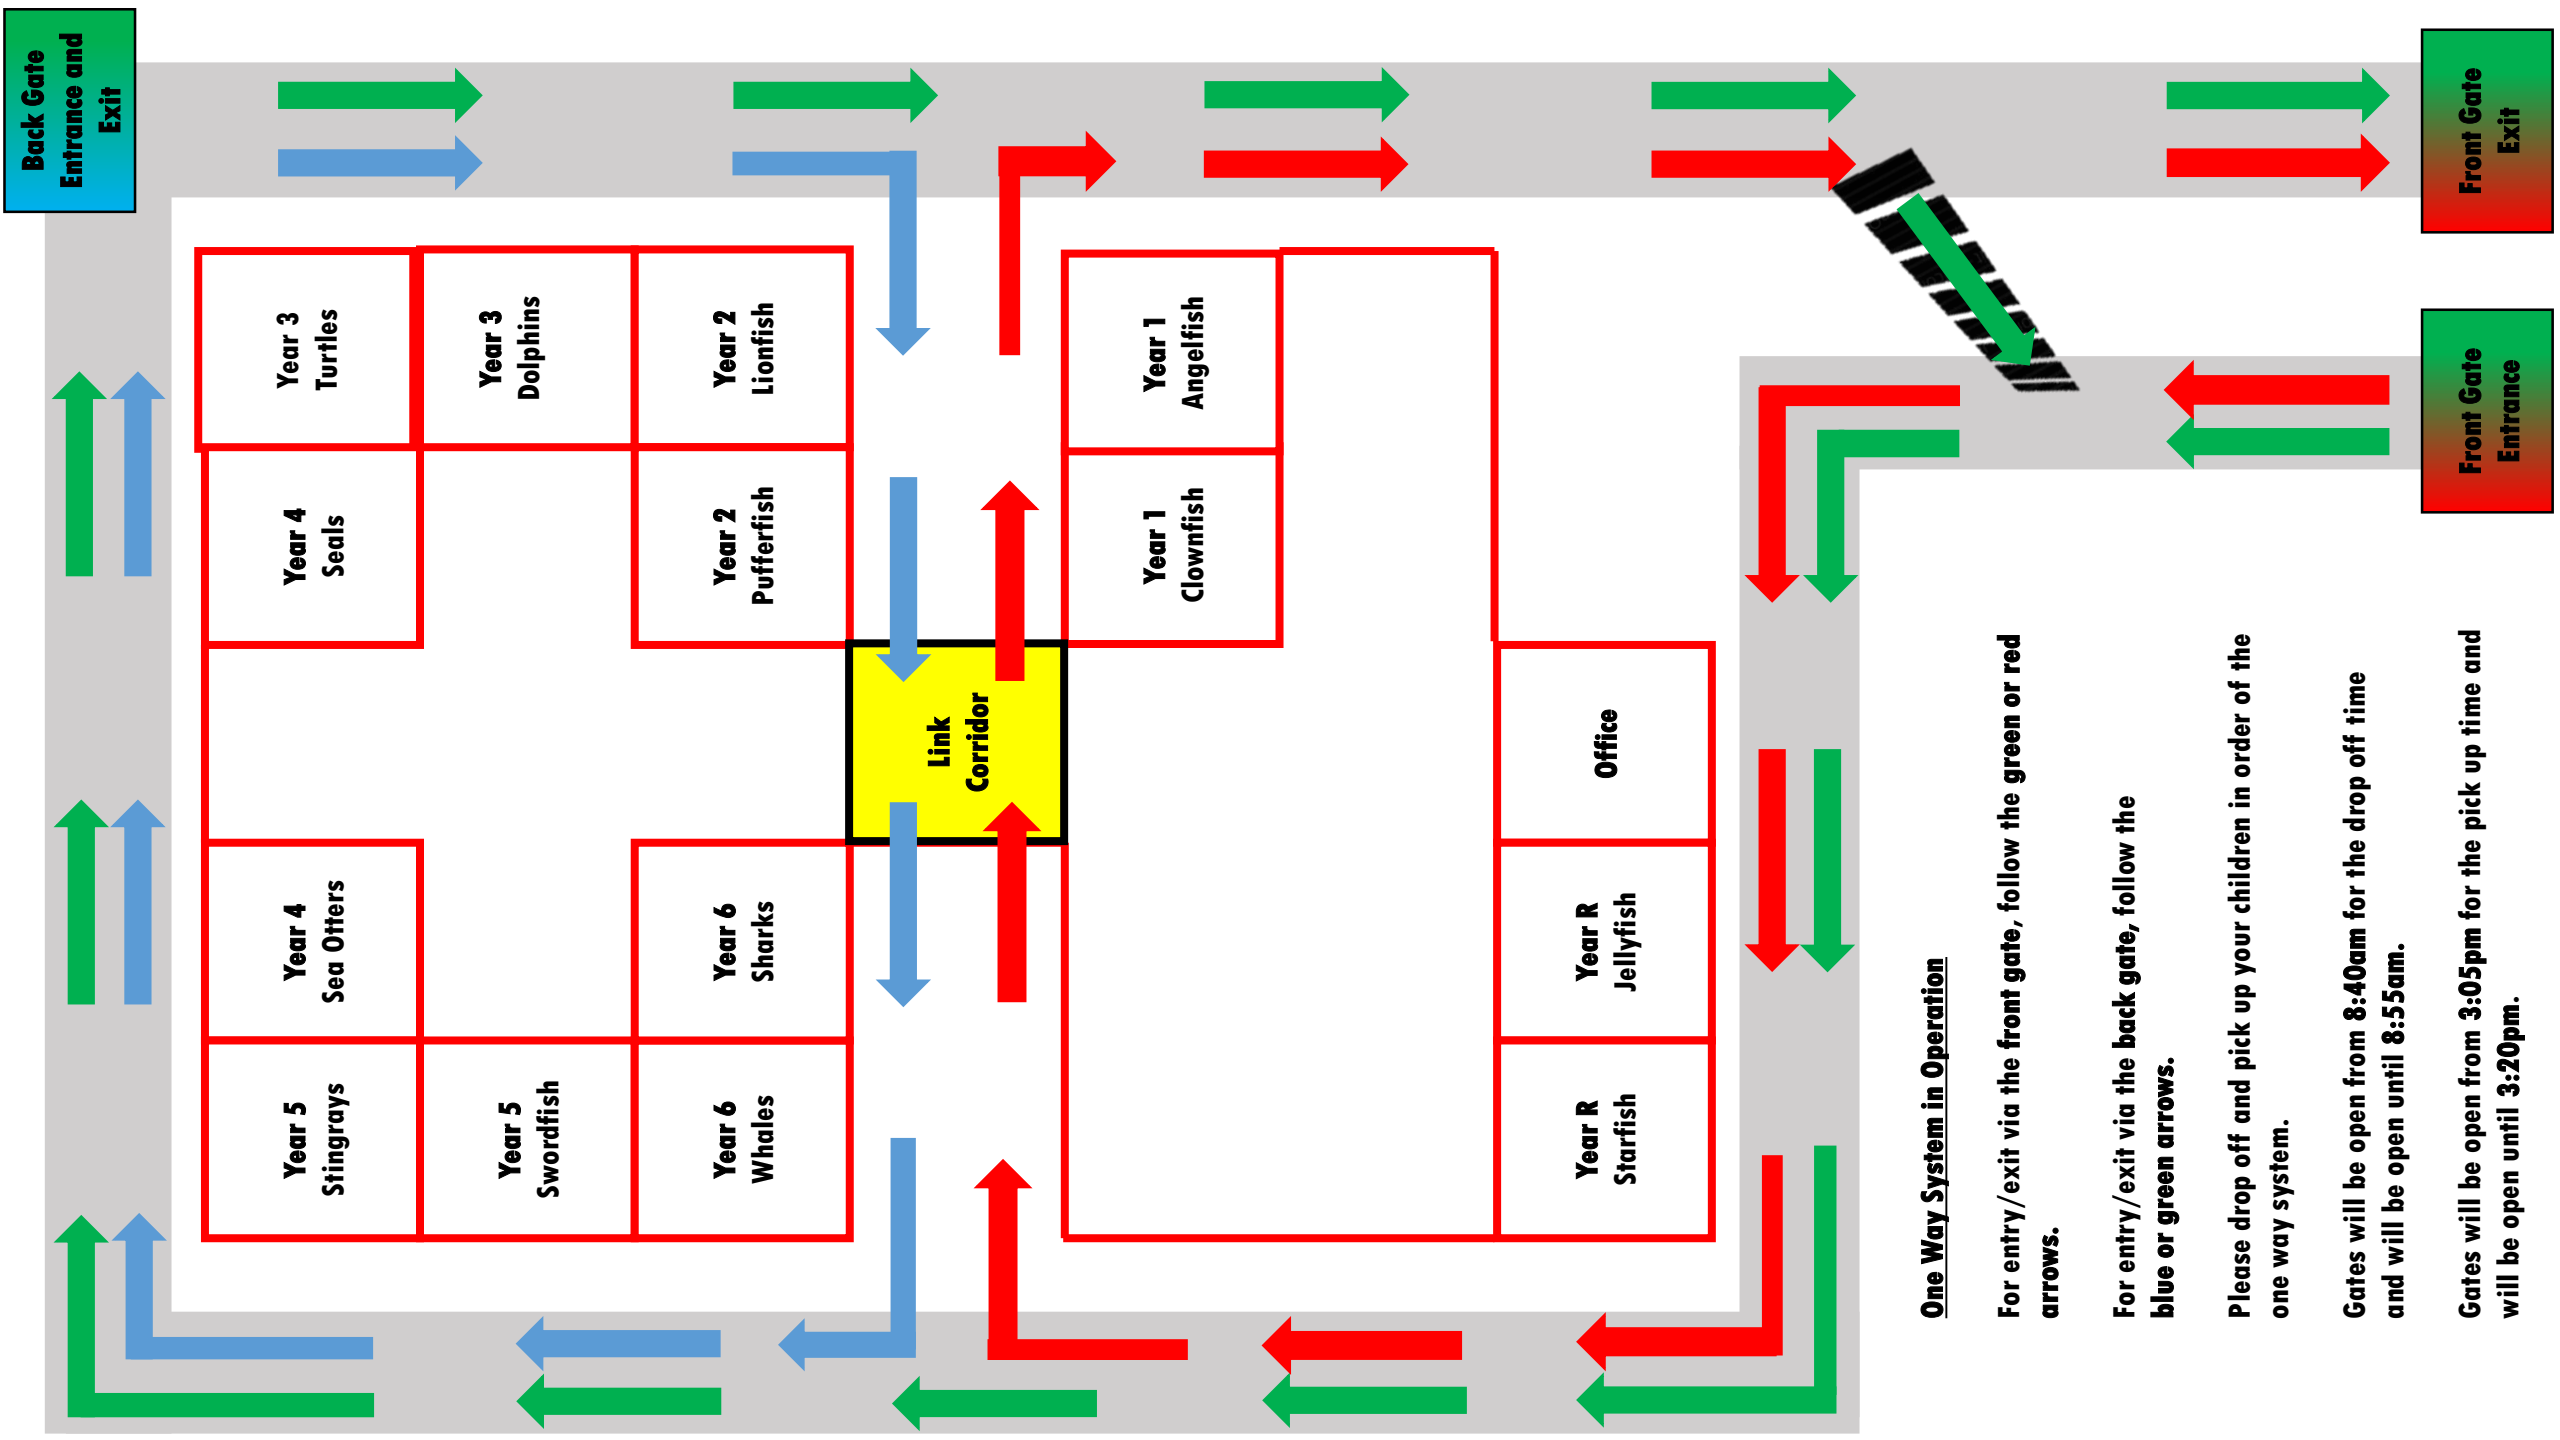 Back Gate
Entrance and
Exit
Front Gate
Exit
Front Gate
Entrance
Year 3
Turtles
Year 3
Dolphins
Year 2
Lionfish
Year 1
Angelfish
Year 4
Seals
Year 2
Pufferfish
Year 1
Clownfish
Link
Corridor
Office
Year 4
Sea Otters
Year 6
Sharks
Year R
Jellyfish
Year 5
Stingrays
Year 5
Swordfish
Year 6
Whales
Year R
Starfish
One Way System in Operation
For entry/exit via the front gate, follow the green or red
arrows.
For entry/exit via the back gate, follow the
blue or green arrows.
Please drop off and pick up your children in order of the
one way system.
Gates will be open from 8:40am for the drop off time
and will be open until 8:55am.
Gates will be open from 3:05pm for the pick up time and
will be open until 3:20pm.